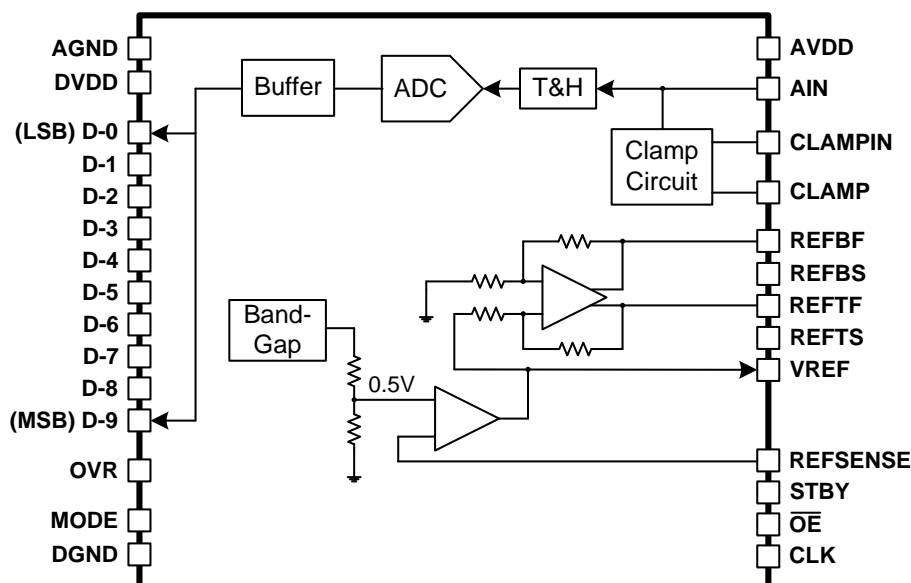 AGND
DVDD
(LSB) D-0
D-1
D-2
D-3
D-4
D-5
D-6
D-7
D-8
(MSB) D-9
OVR
MODE
DGND
Buffer
ADC
T&H
Clamp
Circuit
Band-
Gap
0.5V
AVDD
AIN
CLAMPIN
CLAMP
REFBF
REFBS
REFTF
REFTS
VREF
REFSENSE
STBY
O̅E̅
CLK